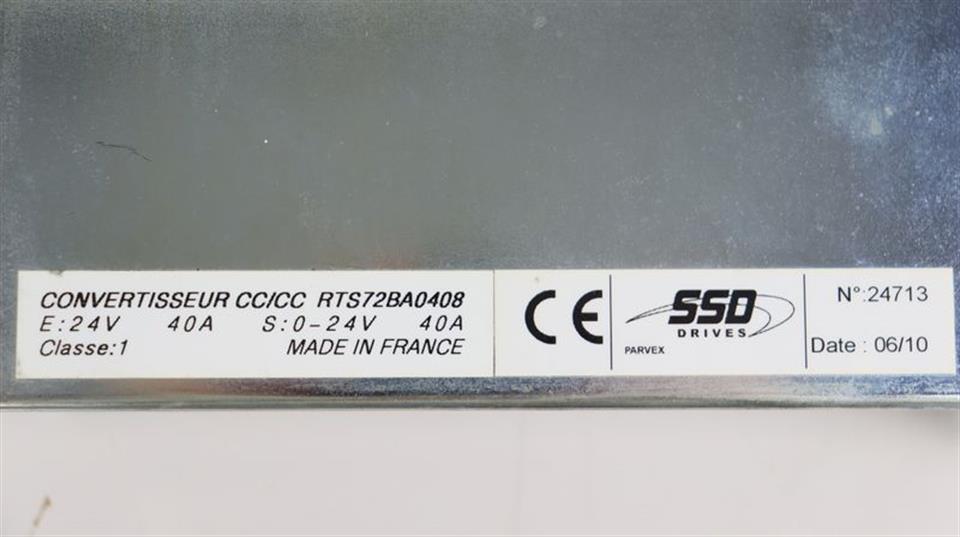 CONVERTISSEUR CC/CC RTS72BA0408
E:24V 40A S:0-24V 40A
Classe:1 MADE IN FRANCE
CE
SSD
DRIVES
PARVEX
N°:24713
Date : 06/10